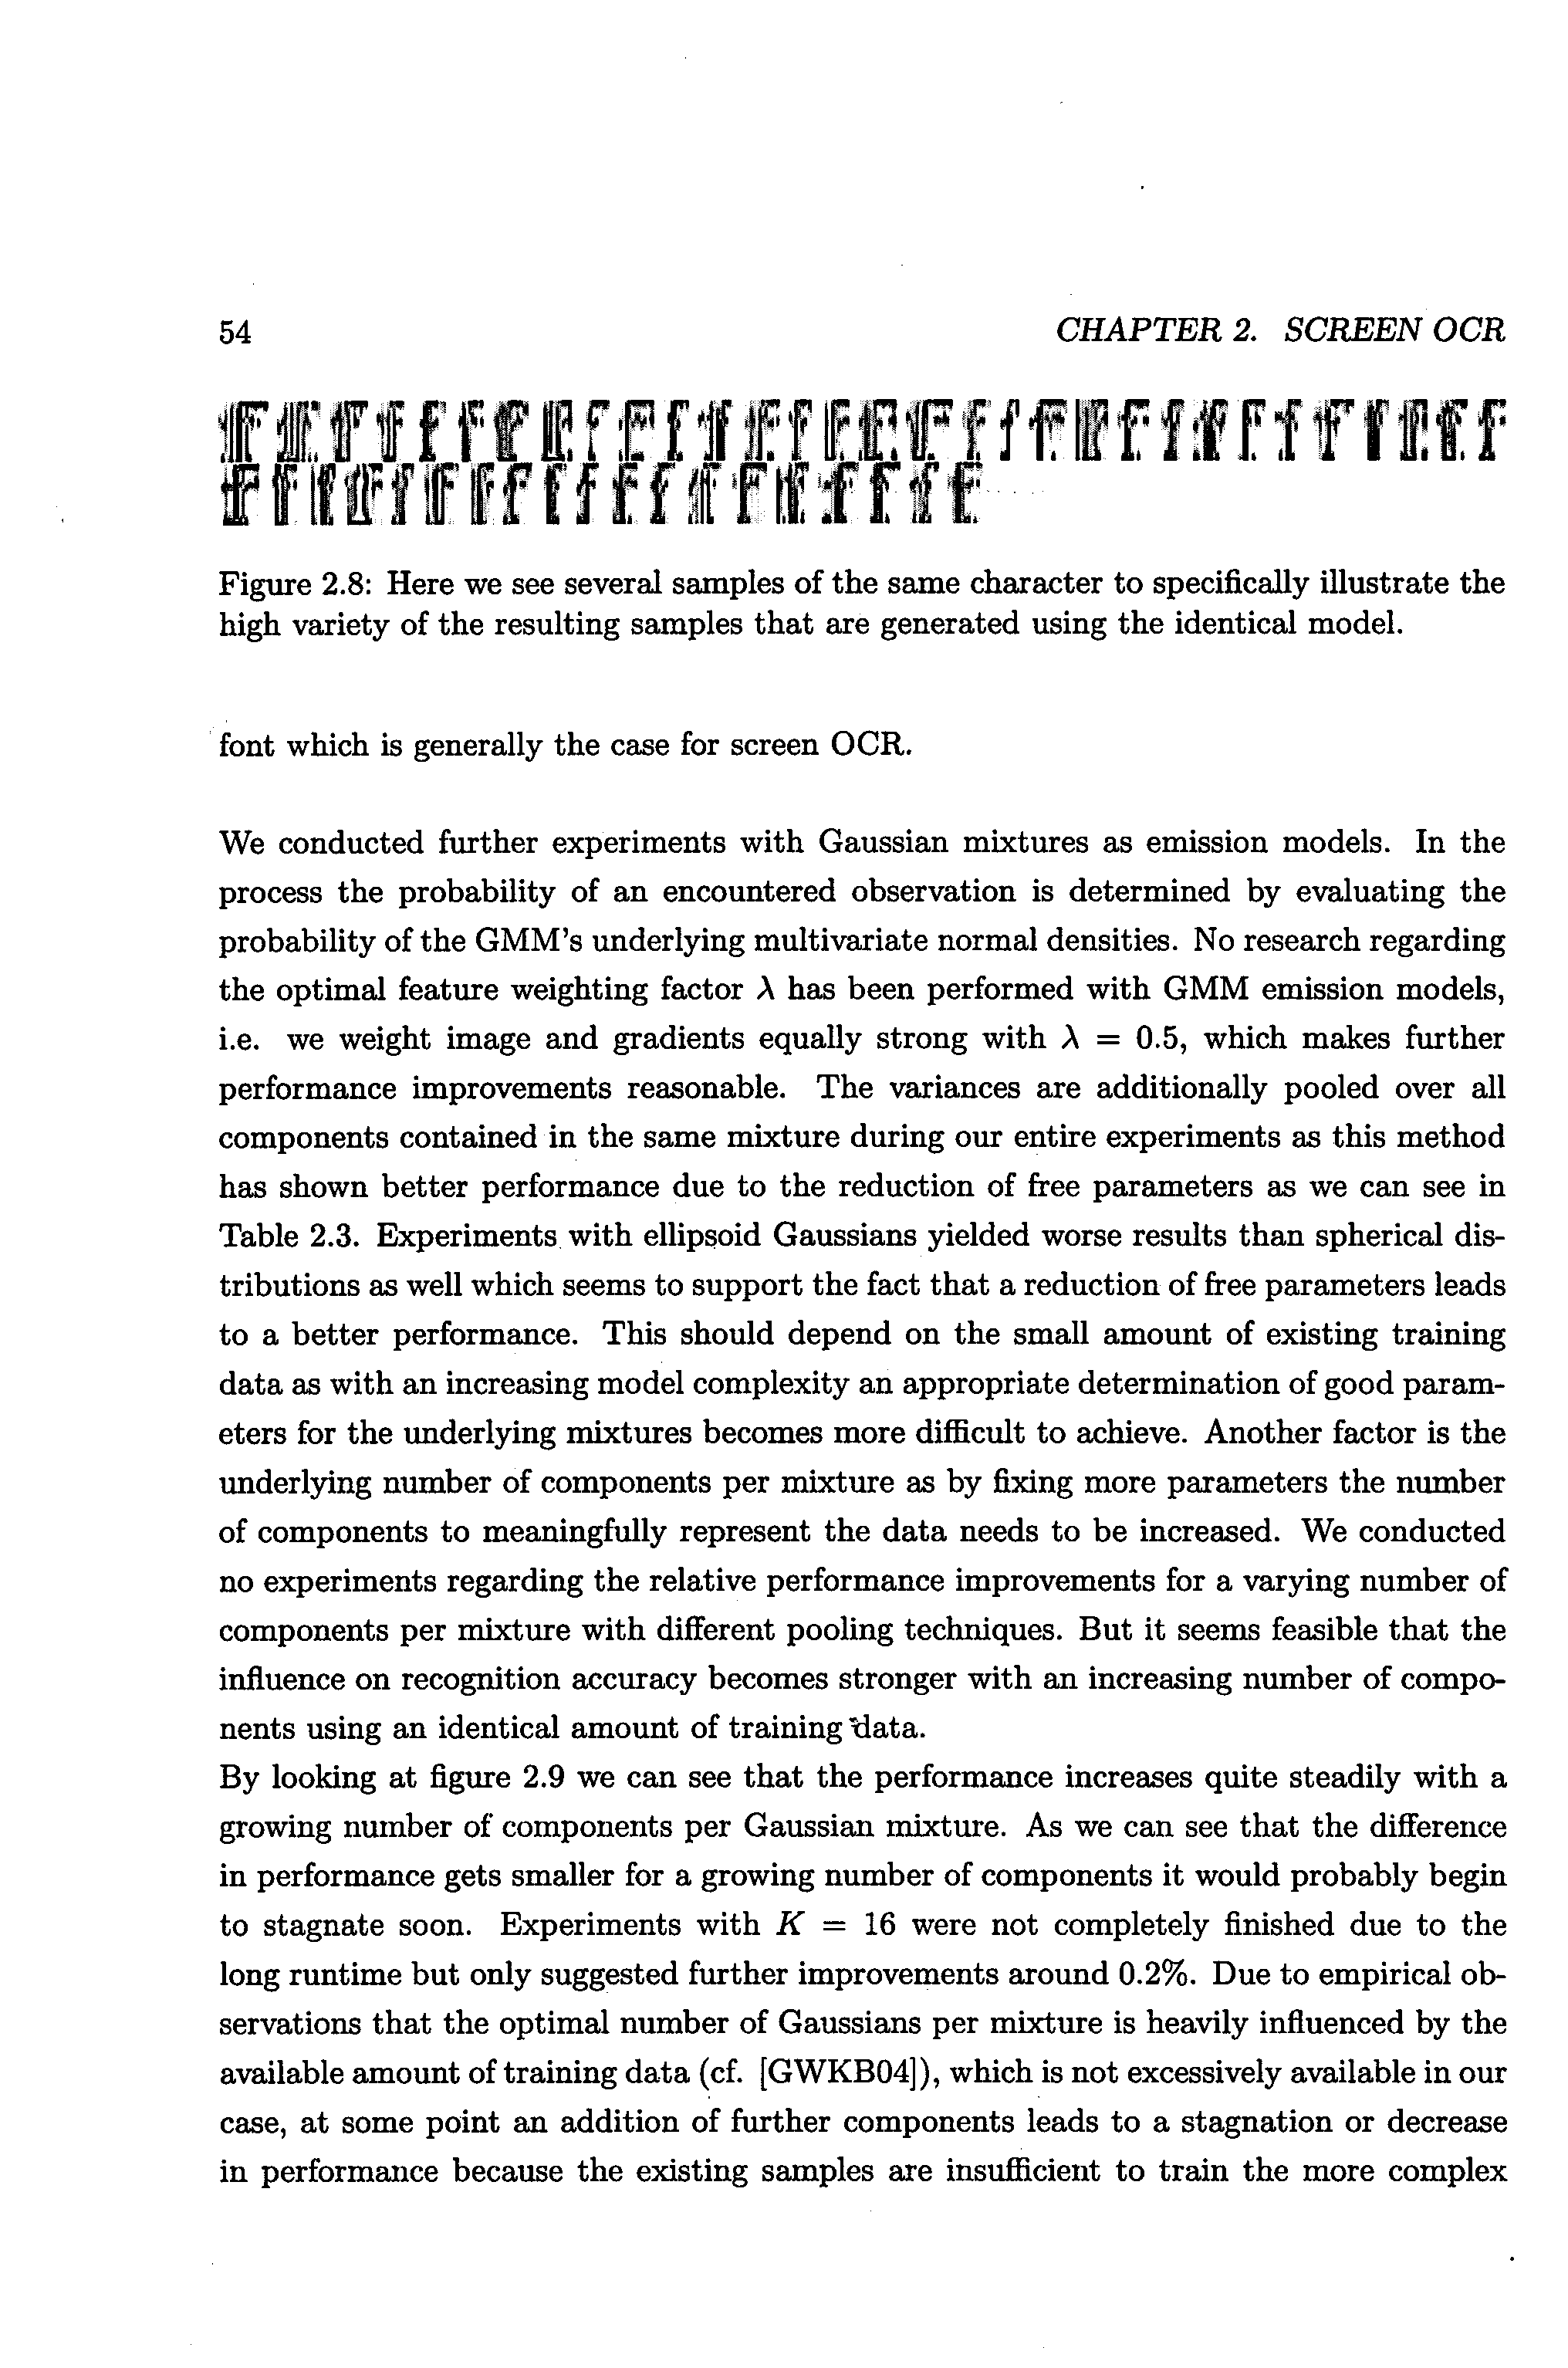 54 CHAPTER 2. SCREEN OCR
Figure 2.8: Here we see several samples of the same character to specifically illustrate the
high variety of the resulting samples that are generated using the identical model.
font which is generally the case for screen OCR.
We conducted further experiments with Gaussian mixtures as emission models. In the
process the probability of an encountered observation is determined by evaluating the
probability of the GMM's underlying multivariate normal densities. No research regarding
the optimal feature weighting factor λ has been performed with GMM emission models,
i.e. we weight image and gradients equally strong with λ = 0.5, which makes further
performance improvements reasonable. The variances are additionally pooled over all
components contained in the same mixture during our entire experiments as this method
has shown better performance due to the reduction of free parameters as we can see in
Table 2.3. Experiments with ellipsoid Gaussians yielded worse results than spherical dis-
tributions as well which seems to support the fact that a reduction of free parameters leads
to a better performance. This should depend on the small amount of existing training
data as with an increasing model complexity an appropriate determination of good param-
eters for the underlying mixtures becomes more difficult to achieve. Another factor is the
underlying number of components per mixture as by fixing more parameters the number
of components to meaningfully represent the data needs to be increased. We conducted
no experiments regarding the relative performance improvements for a varying number of
components per mixture with different pooling techniques. But it seems feasible that the
influence on recognition accuracy becomes stronger with an increasing number of compo-
nents using an identical amount of training data.
By looking at figure 2.9 we can see that the performance increases quite steadily with a
growing number of components per Gaussian mixture. As we can see that the difference
in performance gets smaller for a growing number of components it would probably begin
to stagnate soon. Experiments with K = 16 were not completely finished due to the
long runtime but only suggested further improvements around 0.2%. Due to empirical ob-
servations that the optimal number of Gaussians per mixture is heavily influenced by the
available amount of training data (cf. [GWKB04]), which is not excessively available in our
case, at some point an addition of further components leads to a stagnation or decrease
in performance because the existing samples are insufficient to train the more complex